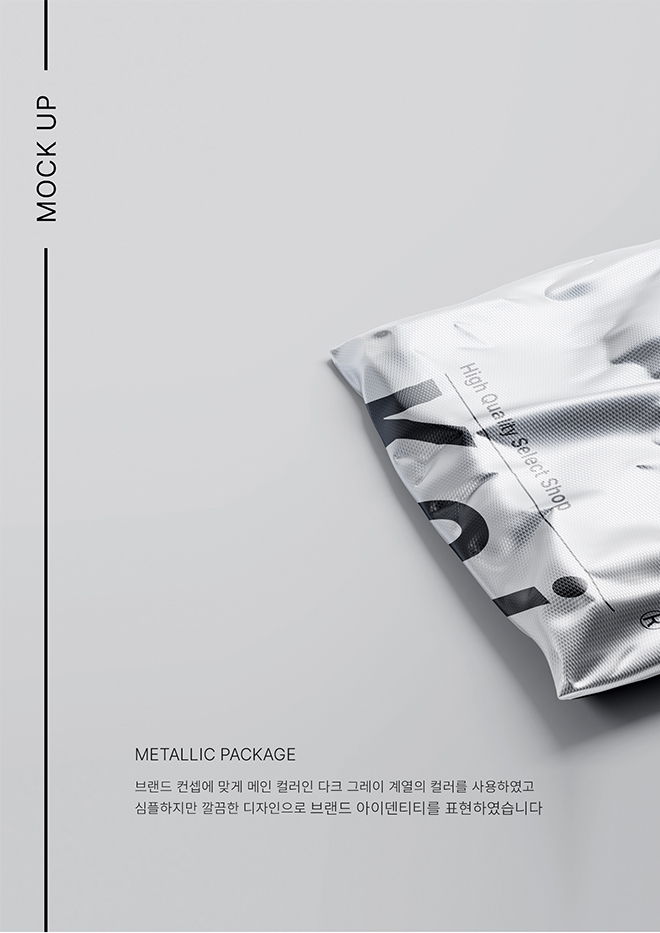 MOCK UP
High Quality Select Shop
METALLIC PACKAGE
브랜드 컨셉에 맞게 메인 컬러인 다크 그레이 계열의 컬러를 사용하였고
심플하지만 깔끔한 디자인으로 브랜드 아이덴티티를 표현하였습니다